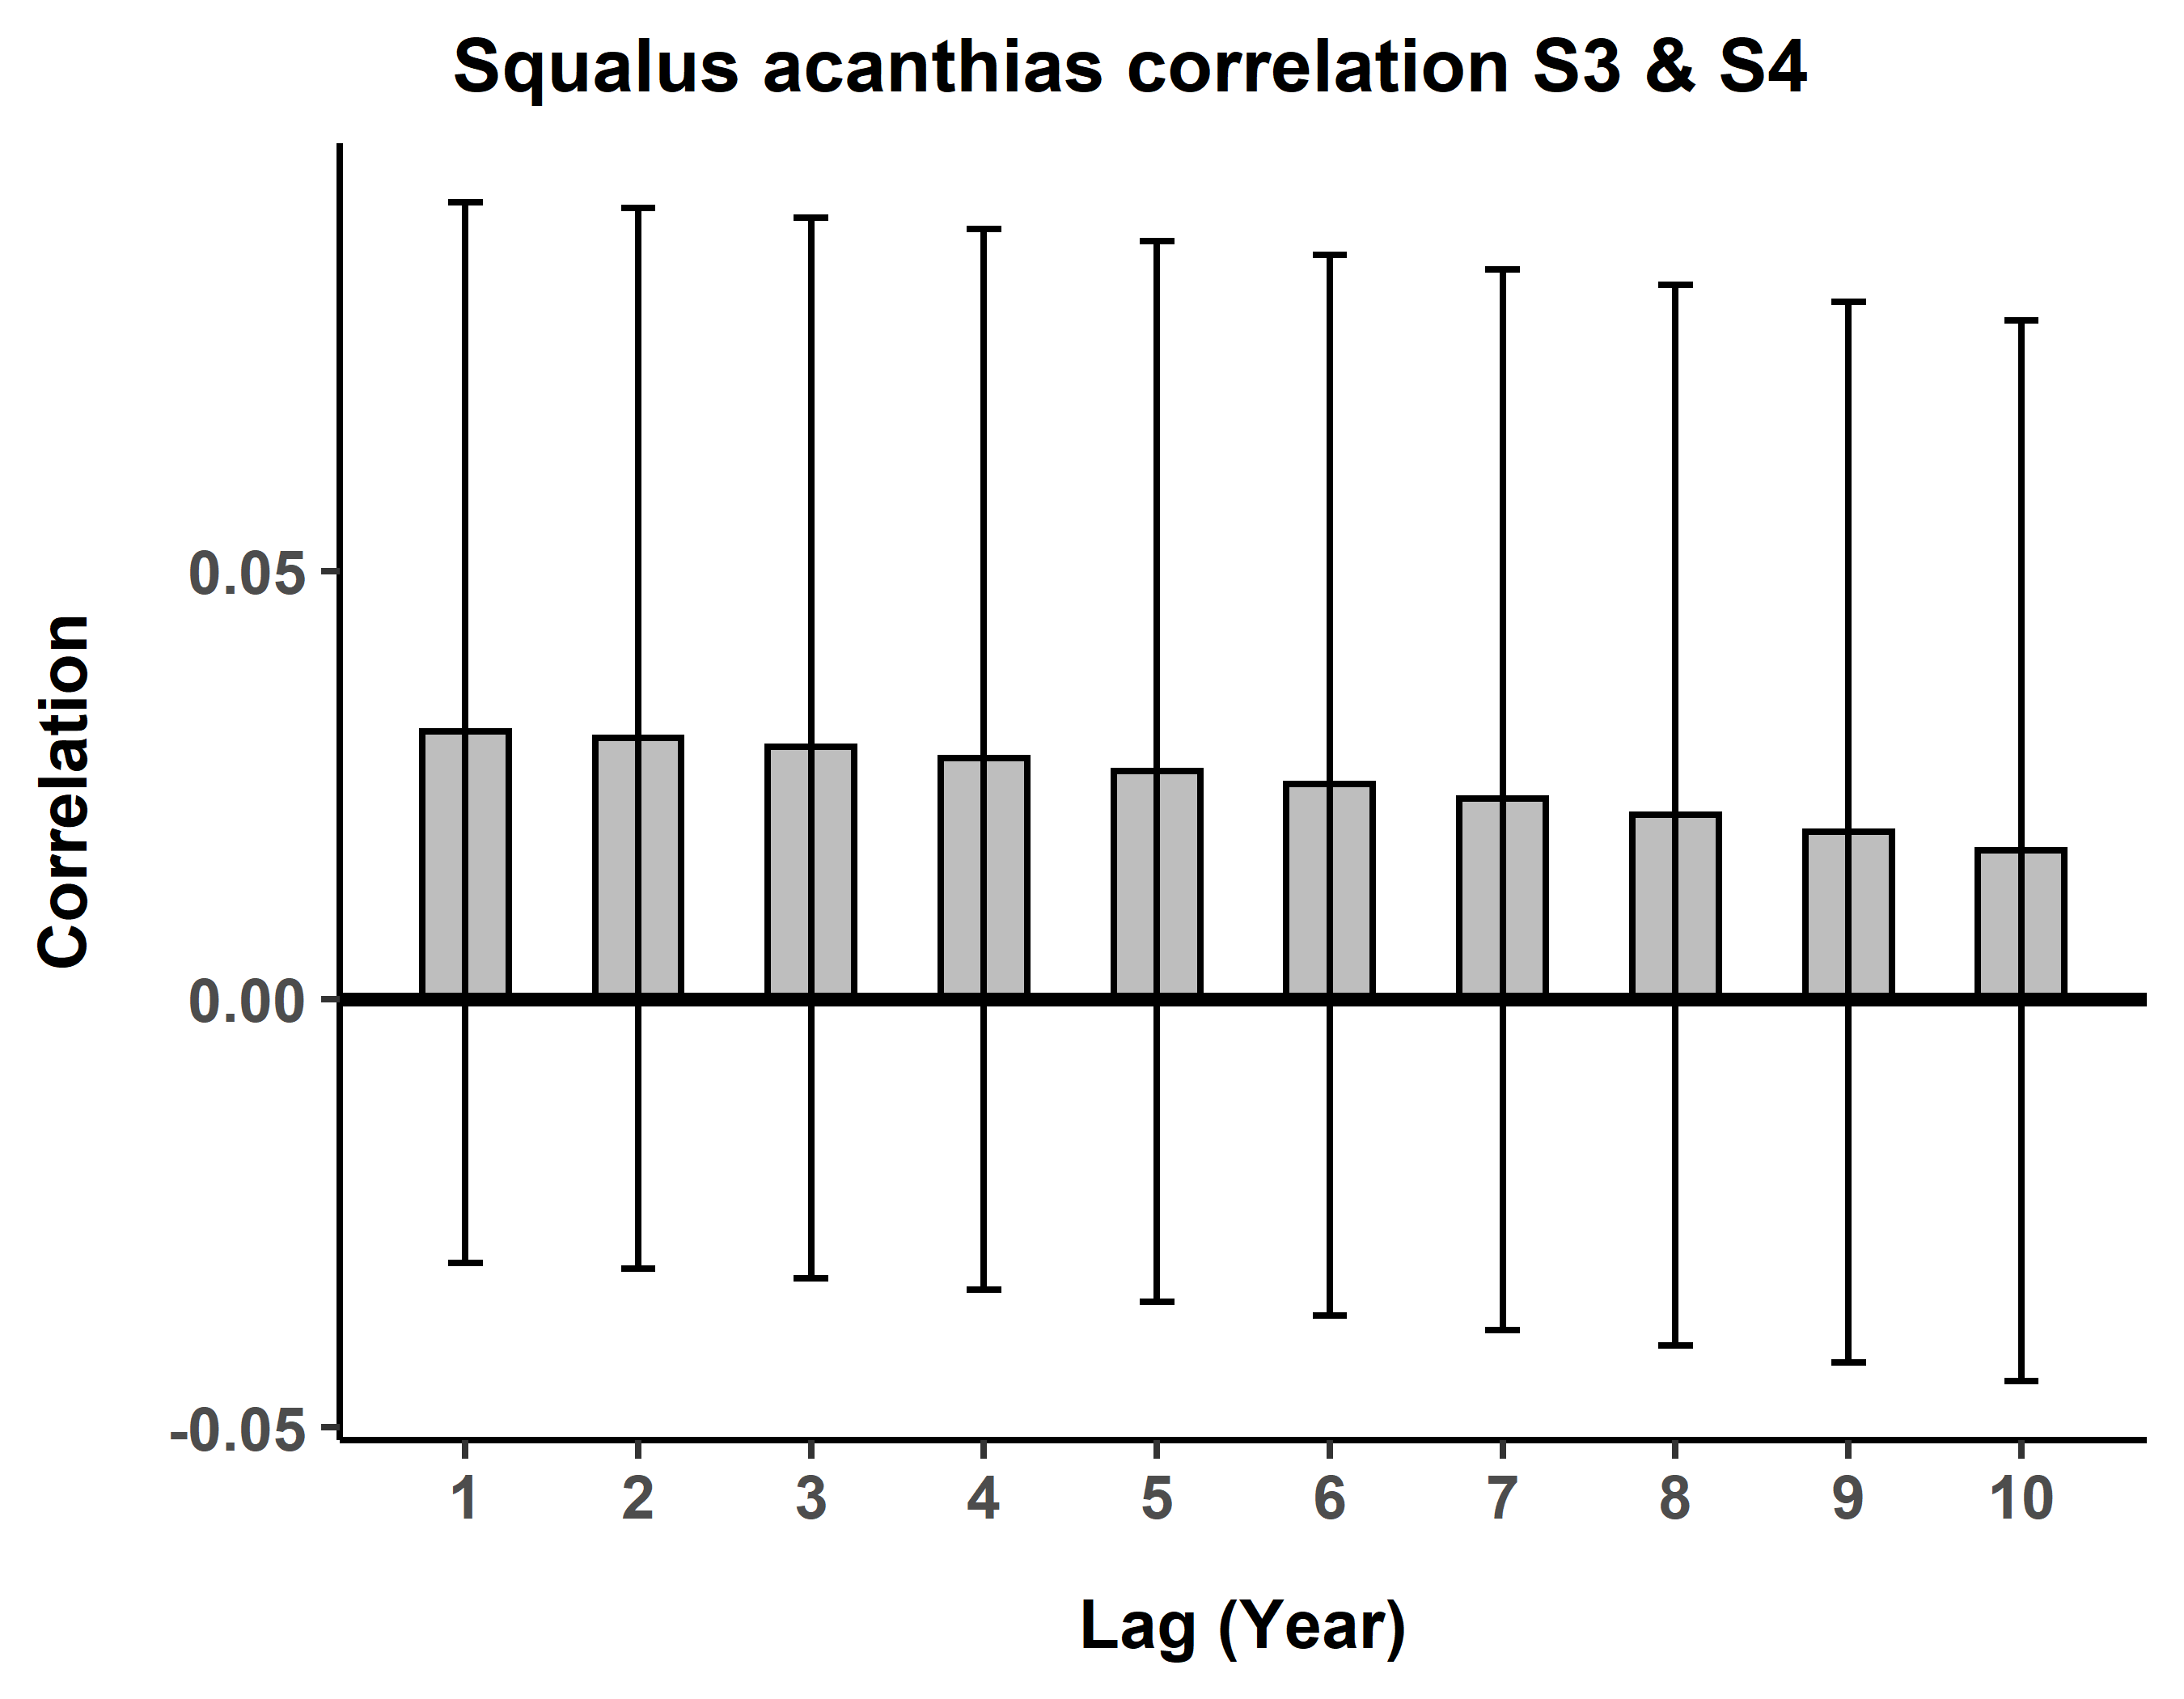 Squalus acanthias correlation S3 & S4
Correlation
0.05
0.00
-0.05
1 2 3 4 5 6 7 8 9 10
Lag (Year)